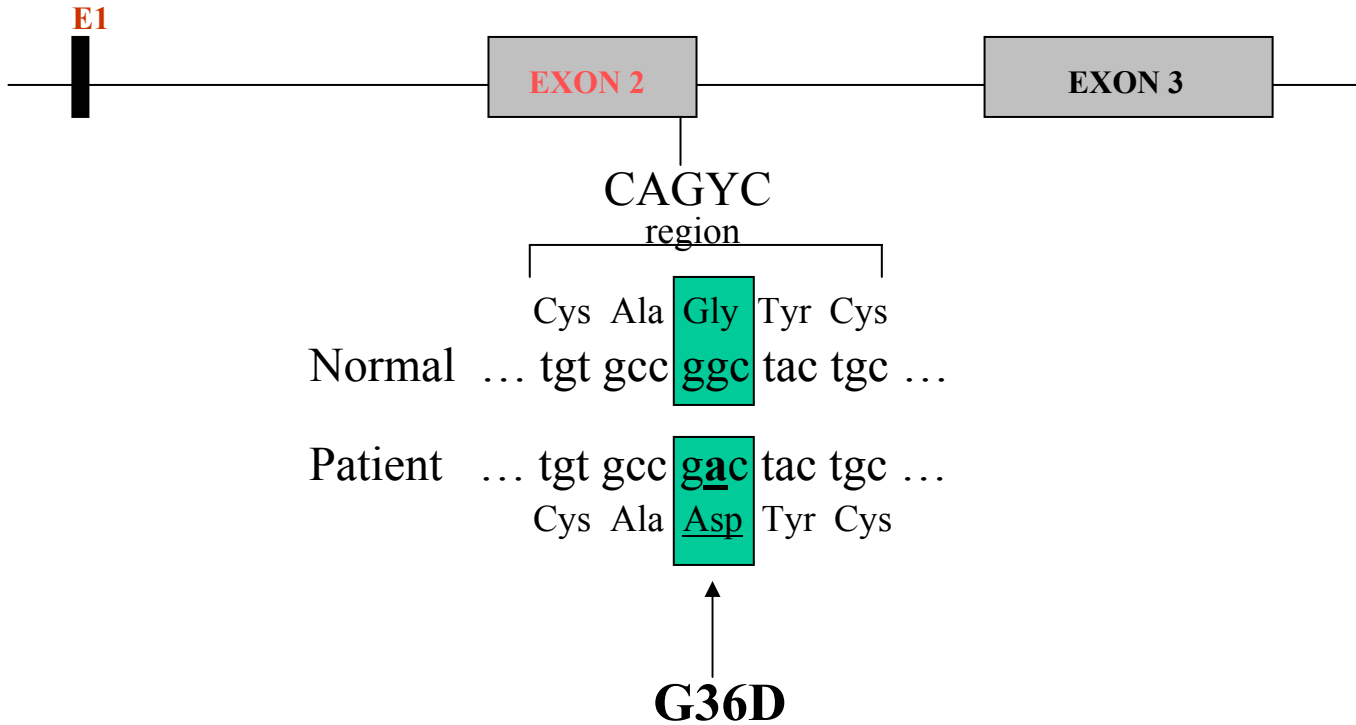 E1
EXON 2 EXON 3
CAGYC
region
Cys Ala Gly Tyr Cys
Normal … tgt gcc ggc tac tgc …
Patient … tgt gcc gac tac tgc …
Cys Ala Asp Tyr Cys
G36D